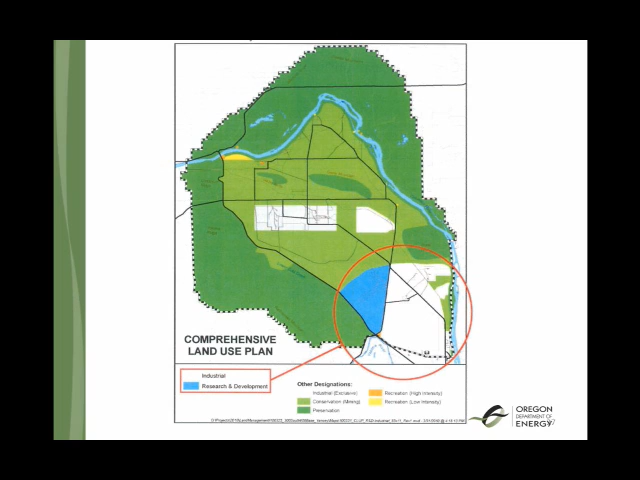 COMPREHENSIVE
LAND USE PLAN
Industrial
Research & Development
Other Designations:
Industrial (Exclusive)
Conservation (Mining)
Preservation
Recreation (High Intensity)
Recreation (Low Intensity)
OREGON
DEPARTMENT OF
ENERGY